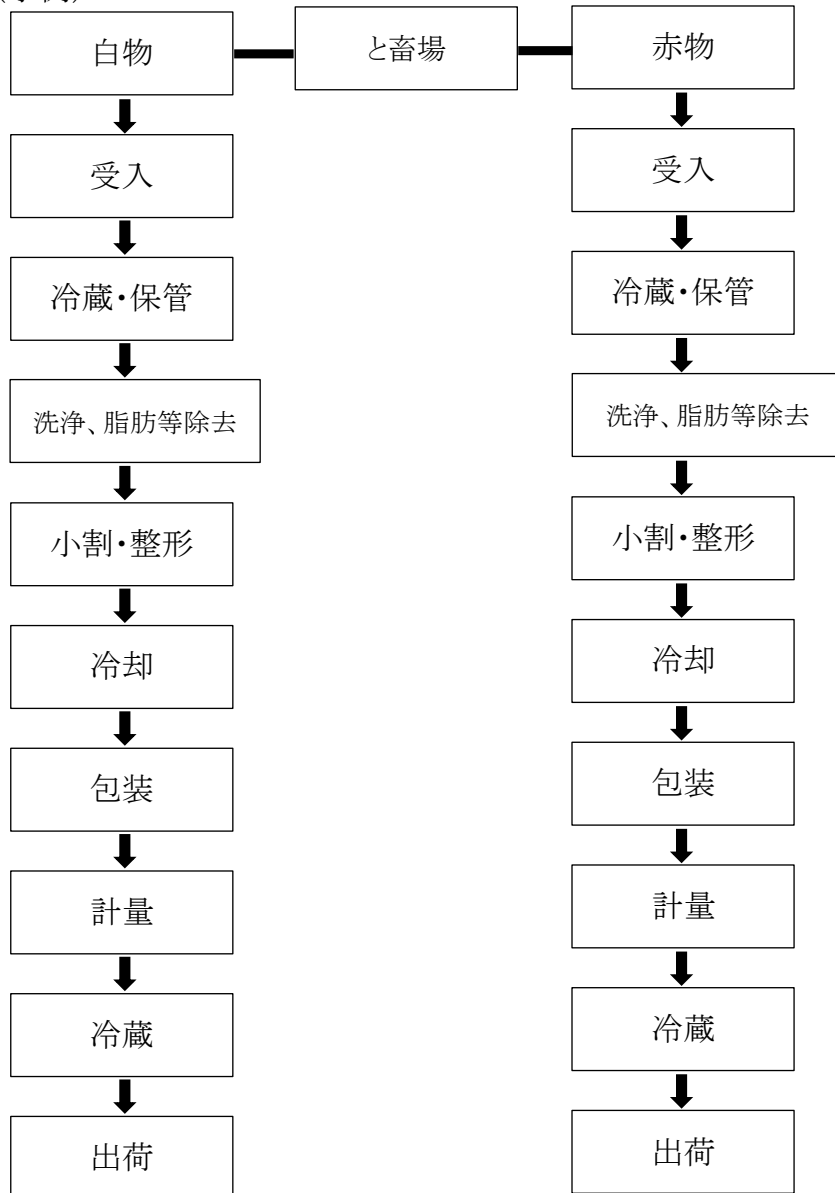 白物
と畜場
赤物
受入
冷蔵・保管
洗浄、脂肪等除去
小割・整形
冷却
包装
計量
冷蔵
出荷
受入
冷蔵・保管
洗浄、脂肪等除去
小割・整形
冷却
包装
計量
冷蔵
出荷